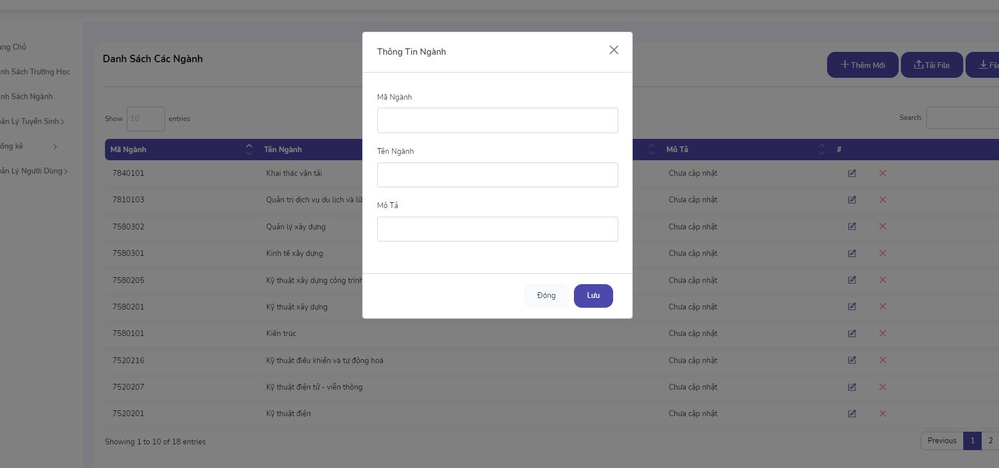 ang Chủ
nh Sách Trường Học
nh Sách Ngành
ản Lý Tuyển Sinh
ống kê
ản Lý Người Dùng
Danh Sách Các Ngành
Thêm Mới
Tải File
File
Show 10 entries
Search:
Mã Ngành Tên Ngành Mô Tả #
7840101 Khai thác vận tải Chưa cập nhật
7810103 Quản trị dịch vụ du lịch và lữ Chưa cập nhật
7580302 Quản lý xây dựng Chưa cập nhật
7580301 Kinh tế xây dựng Chưa cập nhật
7580205 Kỹ thuật xây dựng công trình Chưa cập nhật
7580201 Kỹ thuật xây dựng Chưa cập nhật
7580101 Kiến trúc Chưa cập nhật
7520216 Kỹ thuật điều khiển và tự động hoá Chưa cập nhật
7520207 Kỹ thuật điện tử - viễn thông Chưa cập nhật
7520201 Kỹ thuật điện Chưa cập nhật
Showing 1 to 10 of 18 entries
Previous 1 2
Thông Tin Ngành
Mã Ngành
Tên Ngành
Mô Tả
Đóng
Lưu